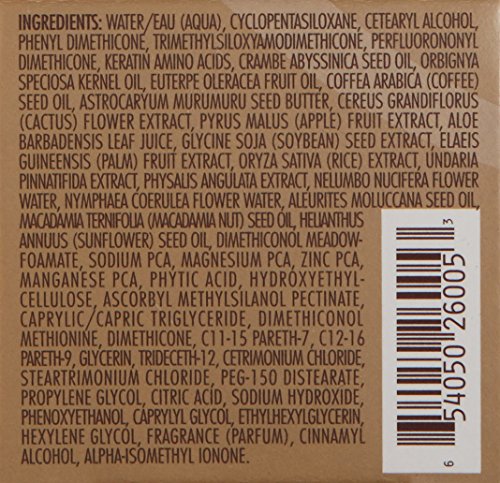 INGREDIENTS: WATER/EAU (AQUA), CYCLOPENTASILOXANE, CETEARYL ALCOHOL,
PHENYL DIMETHICONE, TRIMETHYLSILOXYAMODIMETHICONE, PERFLUORONONYL
DIMETHICONE, KERATIN AMINO ACIDS, CRAMBE ABYSSINICA SEED OIL, ORBIGNYA
SPECIOSA KERNEL OIL, EUTERPE OLERACEA FRUIT OIL, COFFEA ARABICA (COFFEE)
SEED OIL, ASTROCARYUM MURUMURU SEED BUTTER, CEREUS GRANDIFLORUS
(CACTUS) FLOWER EXTRACT, PYRUS MALUS (APPLE) FRUIT EXTRACT, ALOE
BARBADENSIS LEAF JUICE, GLYCINE SOJA (SOYBEAN) SEED EXTRACT, ELAEIS
GUINEENSIS (PALM) FRUIT EXTRACT, ORYZA SATIVA (RICE) EXTRACT, UNDARIA
PINNATIFIDA EXTRACT, PHYSALIS ANGULATA EXTRACT, NELUMBO NUCIFERA FLOWER
WATER, NYMPHAEA COERULEA FLOWER WATER, ALEURITES MOLUCCANA SEED OIL,
MACADAMIA TERNIFOLIA (MACADAMIA NUT) SEED OIL, HELIANTHUS
ANNUUS (SUNFLOWER) SEED OIL, DIMETHICONOL MEADOW-
FOAMATE, SODIUM PCA, MAGNESIUM PCA, ZINC PCA,
MANGANESE PCA, PHYTIC ACID, HYDROXYETHYL-
CELLULOSE, ASCORBYL METHYLSILANOL PECTINATE,
CAPRYLIC/CAPRIC TRIGLYCERIDE, DIMETHICONOL
METHIONINE, DIMETHICONE, C11-15 PARETH-7, C12-16
PARETH-9, GLYCERIN, TRIDECETH-12, CETRIMONIUM CHLORIDE,
STEARTRIMONIUM CHLORIDE, PEG-150 DISTEARATE,
PROPYLENE GLYCOL, CITRIC ACID, SODIUM HYDROXIDE,
PHENOXYETHANOL, CAPRYLYL GLYCOL, ETHYLHEXYLGLYCERIN,
HEXYLENE GLYCOL, FRAGRANCE (PARFUM), CINNAMYL
ALCOHOL, ALPHA-ISOMETHYL IONONE.
6 54050 26005 3